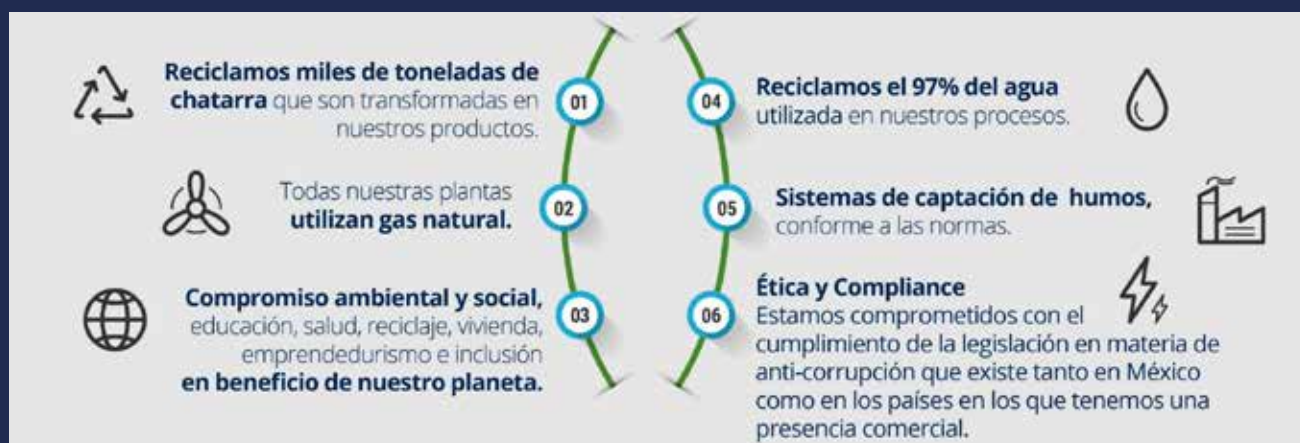 Reciclamos miles de toneladas de
chatarra que son transformadas en
nuestros productos.
01
Todas nuestras plantas
utilizan gas natural.
02
Compromiso ambiental y social,
educación, salud, reciclaje, vivienda,
emprendedurismo e inclusión
en beneficio de nuestro planeta.
03
04
Reciclamos el 97% del agua
utilizada en nuestros procesos.
05
Sistemas de captación de humos,
conforme a las normas.
06
Ética y Compliance
Estamos comprometidos con el
cumplimiento de la legislación en materia de
anti-corrupción que existe tanto en México
como en los países en los que tenemos una
presencia comercial.